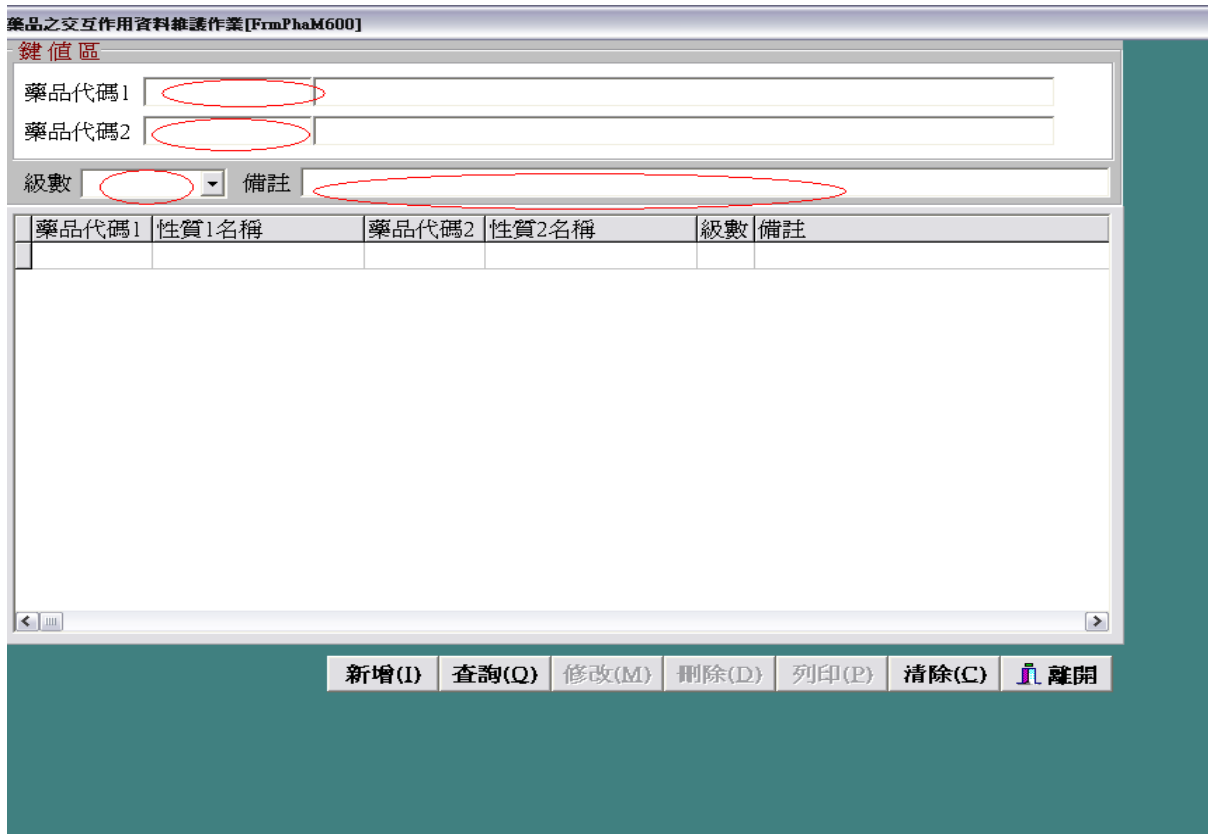 藥品之交互作用資料維護作業[FrmPhaM600]
鍵值區
藥品代碼1
藥品代碼2
級數 備註
藥品代碼1 性質1名稱 藥品代碼2 性質2名稱 級數 備註
新增(I) 查詢(Q) 修改(M) 刪除(D) 列印(P) 清除(C) 離開